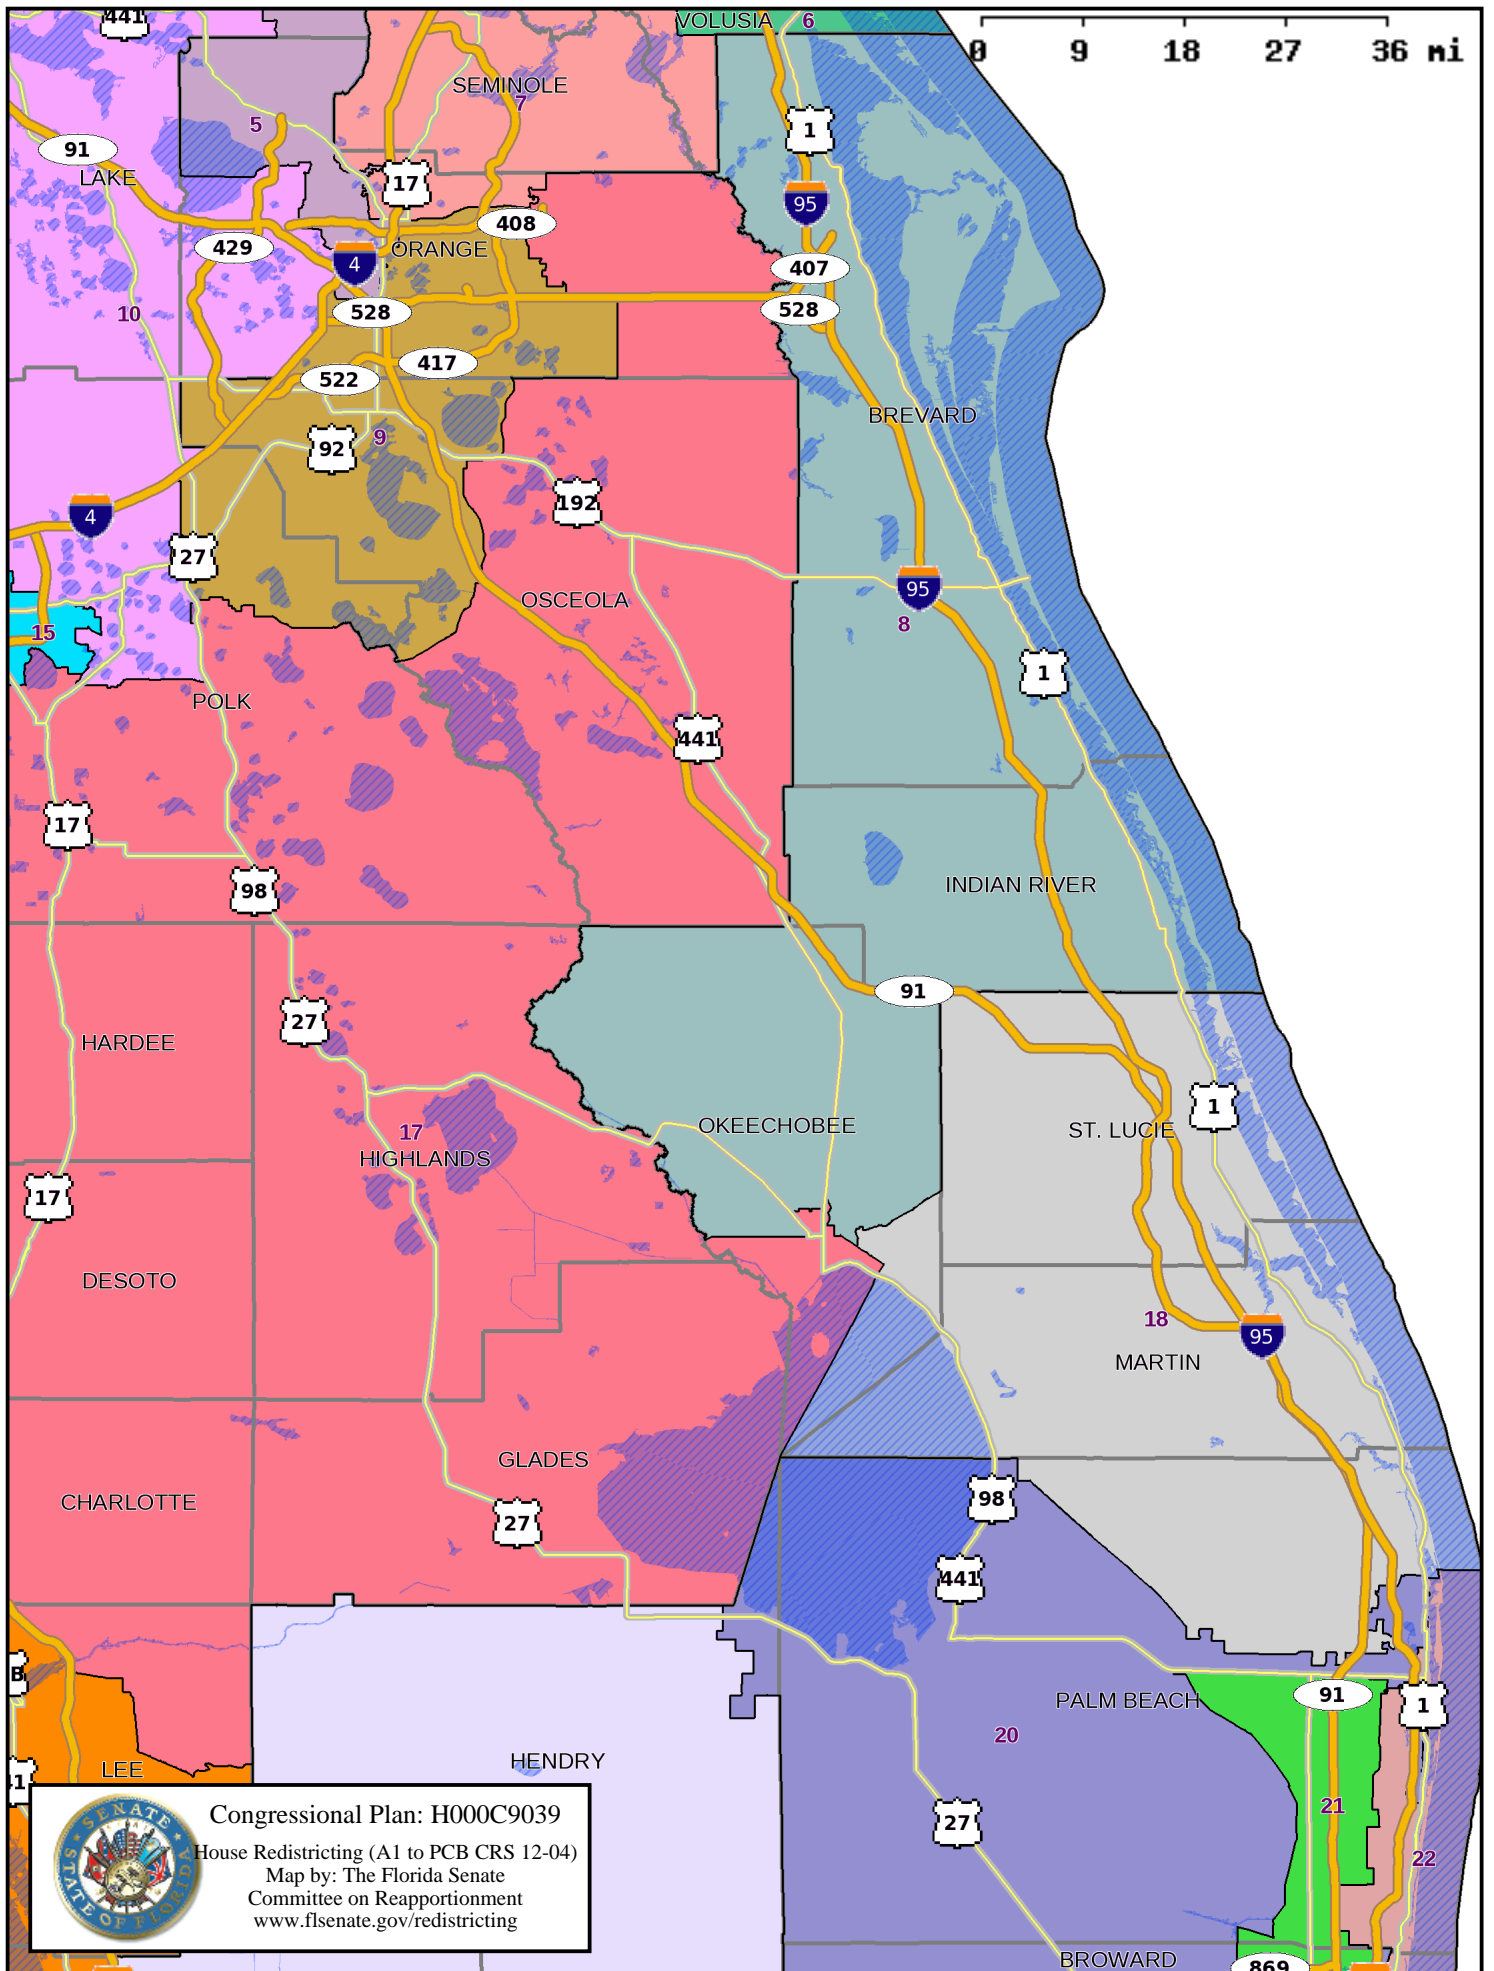 441
VOLUSIA
6
0 9 18 27 36 mi
SEMINOLE
7
5
1
91
LAKE
17
95
408
429
ORANGE
4
407
10
528
528
417
522
BREVARD
9
92
192
4
27
OSCEOLA
95
8
15
1
POLK
441
17
98
INDIAN RIVER
91
27
HARDEE
1
OKEECHOBEE
ST. LUCIE
17
HIGHLANDS
17
DESOTO
18
95
MARTIN
GLADES
98
CHARLOTTE
27
441
B
91
PALM BEACH
1
20
HENDRY
LEE
41
21
27
22
BROWARD
869
Congressional Plan: H000C9039
House Redistricting (A1 to PCB CRS 12-04)
Map by: The Florida Senate
Committee on Reapportionment
www.flsenate.gov/redistricting
SENATE
STATE OF FLORIDA